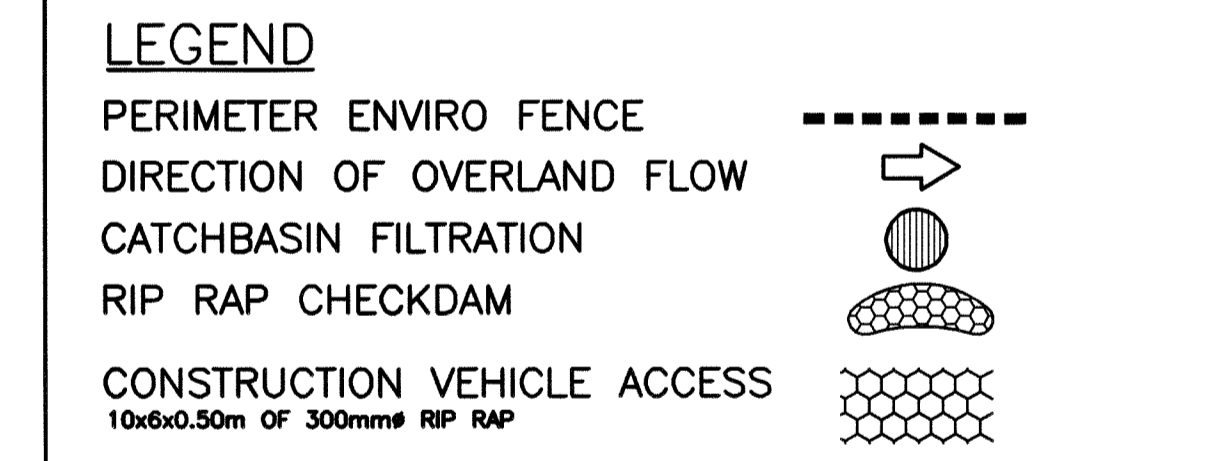 LEGEND
PERIMETER ENVIRO FENCE
DIRECTION OF OVERLAND FLOW
CATCHBASIN FILTRATION
RIP RAP CHECKDAM
CONSTRUCTION VEHICLE ACCESS
10x6x0.50m OF 300mmø RIP RAP